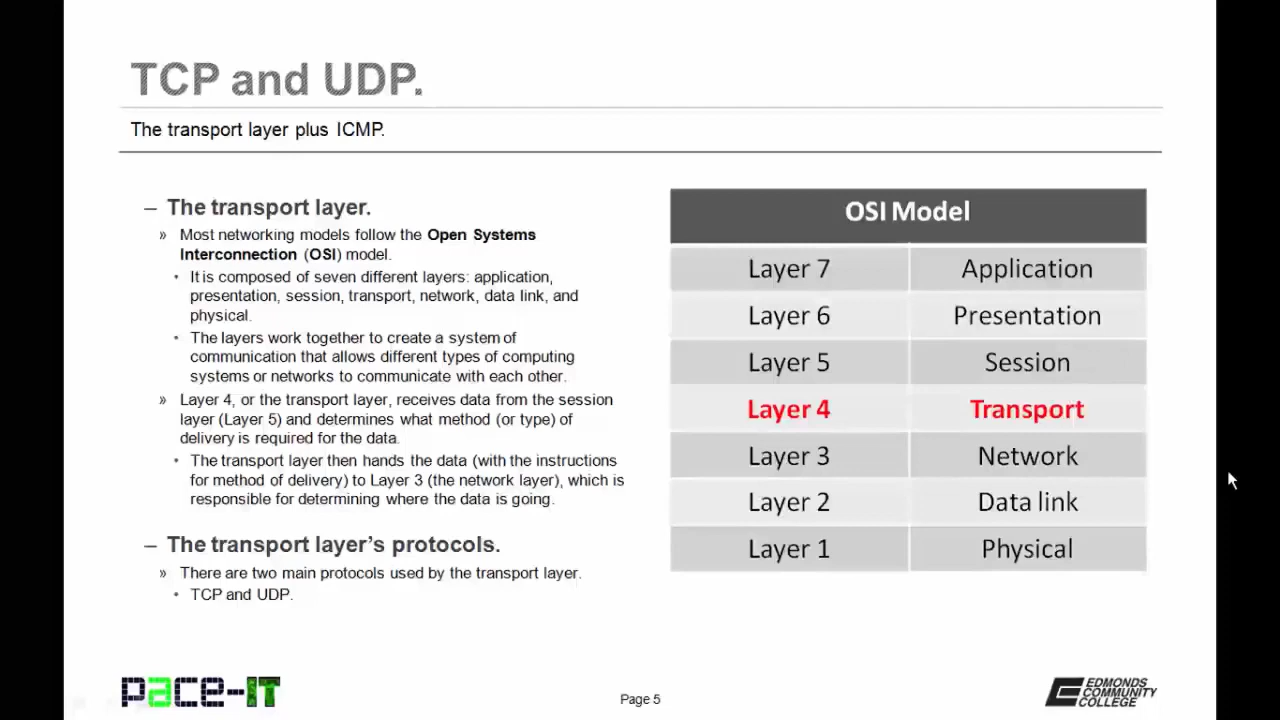 TCP and UDP.
The transport layer plus ICMP.
– The transport layer.
» Most networking models follow the Open Systems
Interconnection (OSI) model.
• It is composed of seven different layers: application,
presentation, session, transport, network, data link, and
physical.
• The layers work together to create a system of
communication that allows different types of computing
systems or networks to communicate with each other.
» Layer 4, or the transport layer, receives data from the session
layer (Layer 5) and determines what method (or type) of
delivery is required for the data.
• The transport layer then hands the data (with the instructions
for method of delivery) to Layer 3 (the network layer), which is
responsible for determining where the data is going.
– The transport layer's protocols.
» There are two main protocols used by the transport layer.
• TCP and UDP.
OSI Model
Layer 7 Application
Layer 6 Presentation
Layer 5 Session
Layer 4 Transport
Layer 3 Network
Layer 2 Data link
Layer 1 Physical
pace-IT
Page 5
EDMONDS
COMMUNITY
COLLEGE